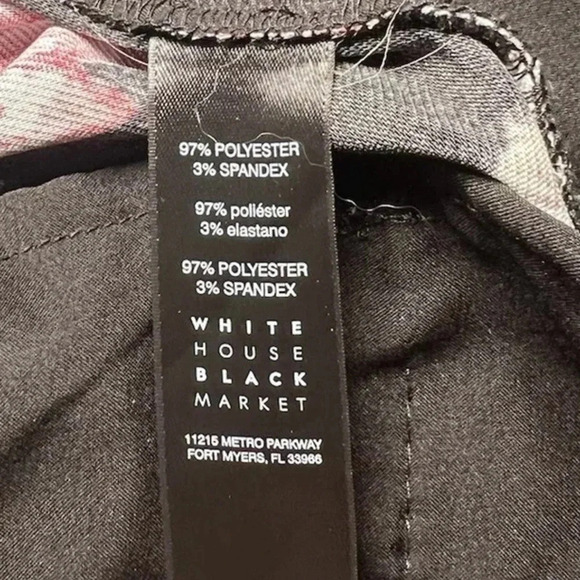 97% POLYESTER
3% SPANDEX
97% poliéster
3% elastano
97% POLYESTER
3% SPANDEX
WHITE
HOUSE
BLACK
MARKET
11215 METRO PARKWAY
FORT MYERS, FL 33966